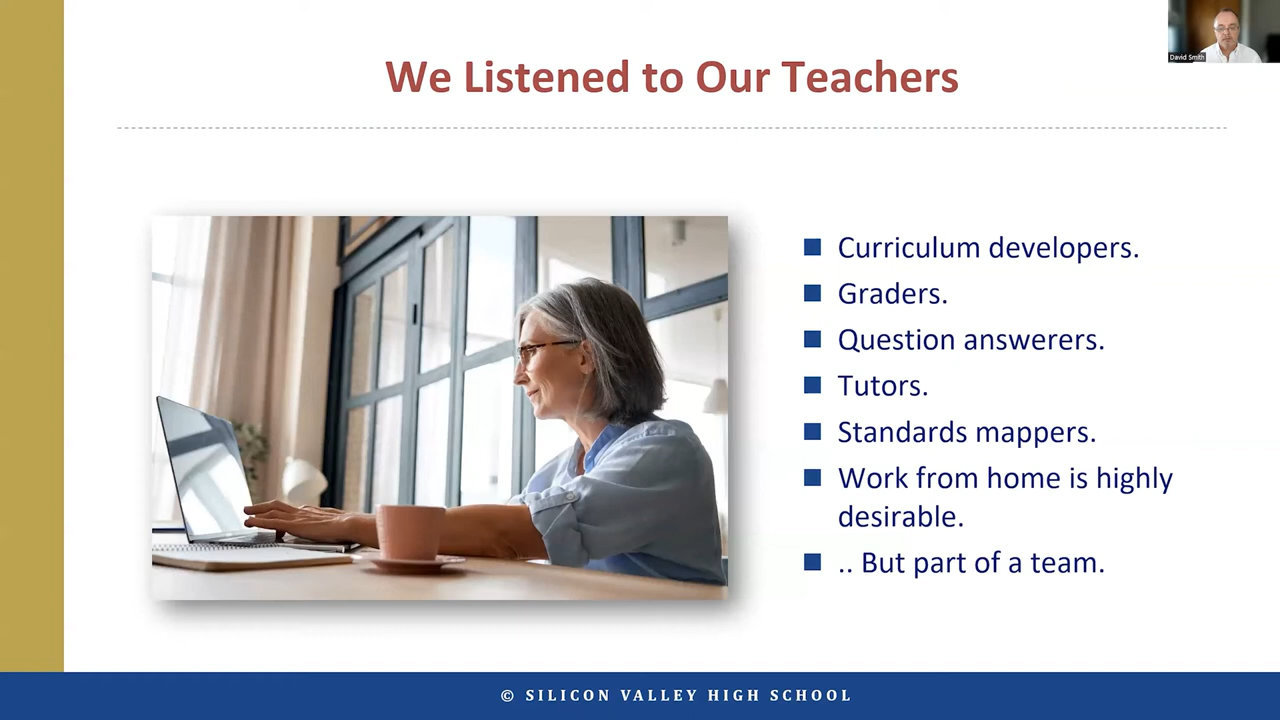 David Smith
We Listened to Our Teachers
Curriculum developers.
Graders.
Question answerers.
Tutors.
Standards mappers.
Work from home is highly
desirable.
.. But part of a team.
© SILICON VALLEY HIGH SCHOOL